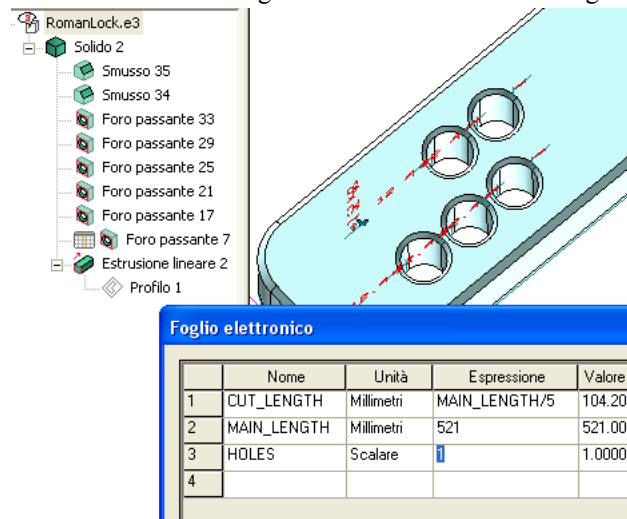 RomanLock.e3
Solido 2
Smusso 35
Smusso 34
Foro passante 33
Foro passante 29
Foro passante 25
Foro passante 21
Foro passante 17
Foro passante 7
Estrusione lineare 2
Profilo 1
Foglio elettronico
Nome Unità Espressione Valore
1 CUT_LENGTH Millimetri MAIN_LENGTH/5 104.20
2 MAIN_LENGTH Millimetri 521 521.00
3 HOLES Scalare 1 1.0000
4